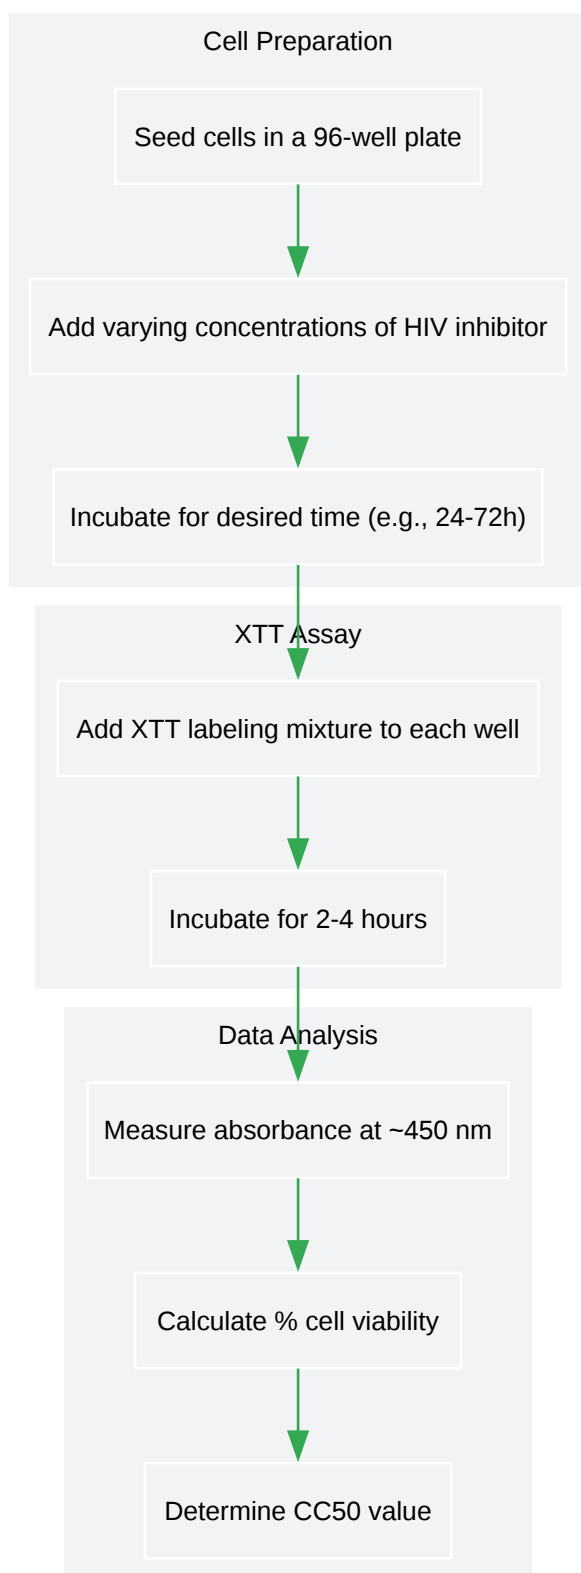 Cell Preparation
Seed cells in a 96-well plate
Add varying concentrations of HIV inhibitor
Incubate for desired time (e.g., 24-72h)
XTT Assay
Add XTT labeling mixture to each well
Incubate for 2-4 hours
Data Analysis
Measure absorbance at ~450 nm
Calculate % cell viability
Determine CC50 value